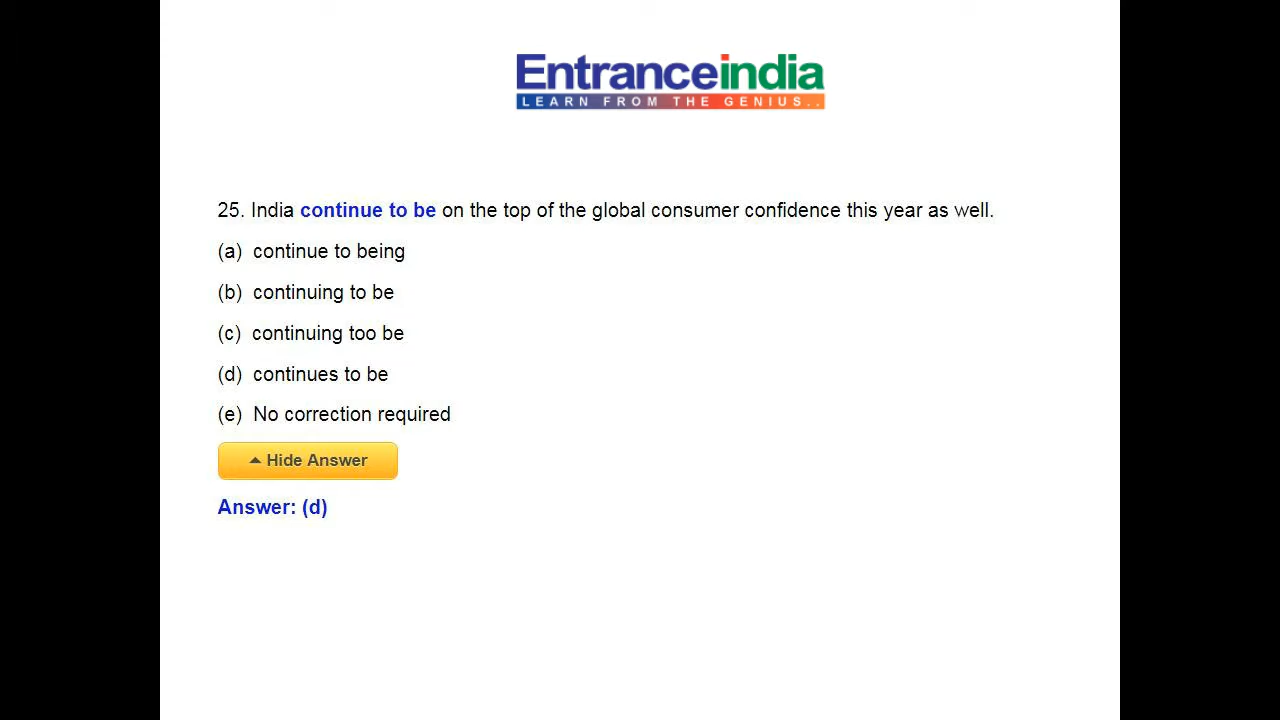 Entranceindia
LEARN FROM THE GENIUS..
25. India continue to be on the top of the global consumer confidence this year as well.
(a) continue to being
(b) continuing to be
(c) continuing too be
(d) continues to be
(e) No correction required
Hide Answer
Answer: (d)